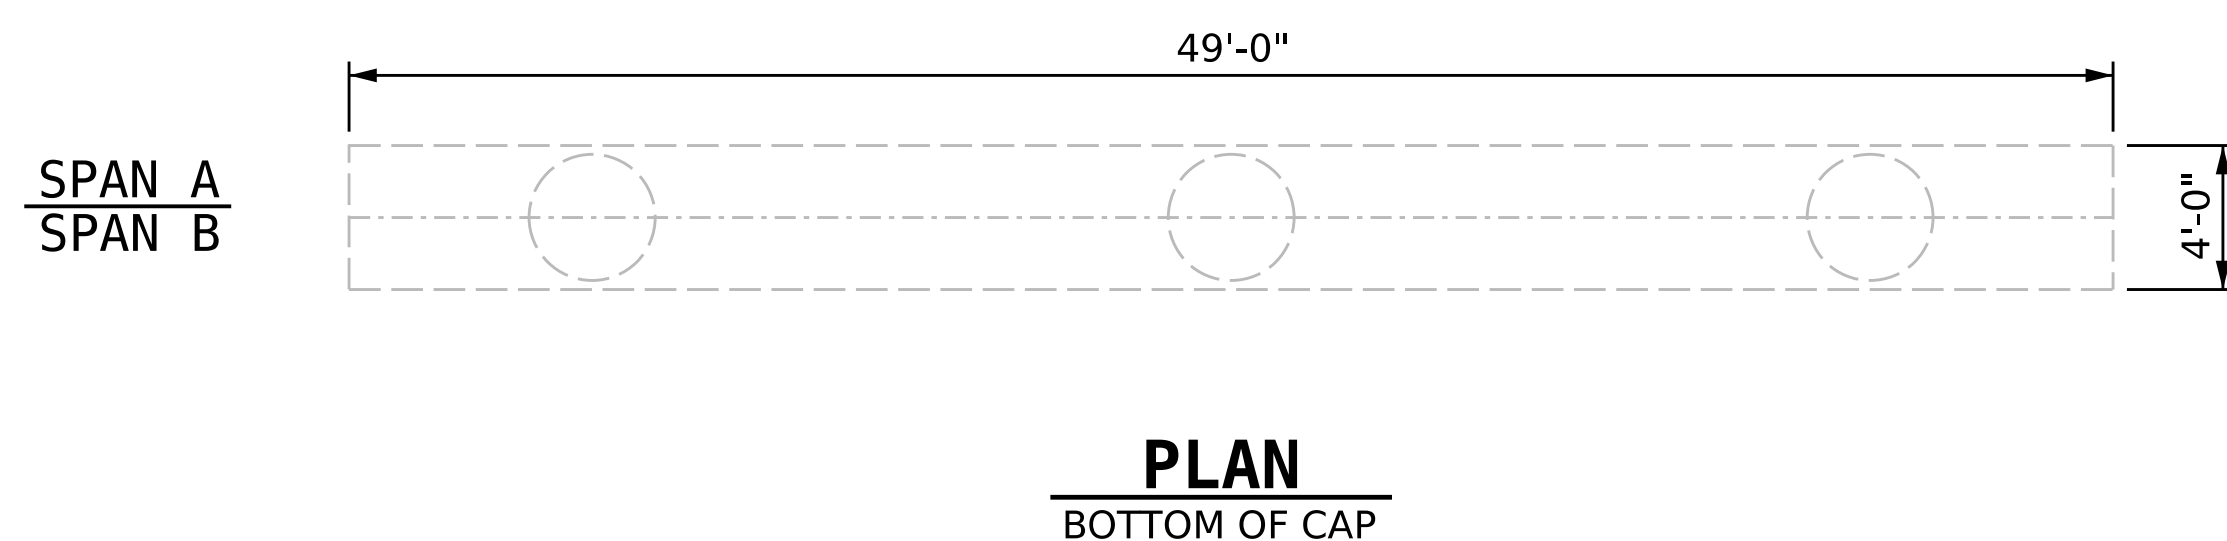 49'-0"
SPAN A
SPAN B
4'-0"
PLAN
BOTTOM OF CAP